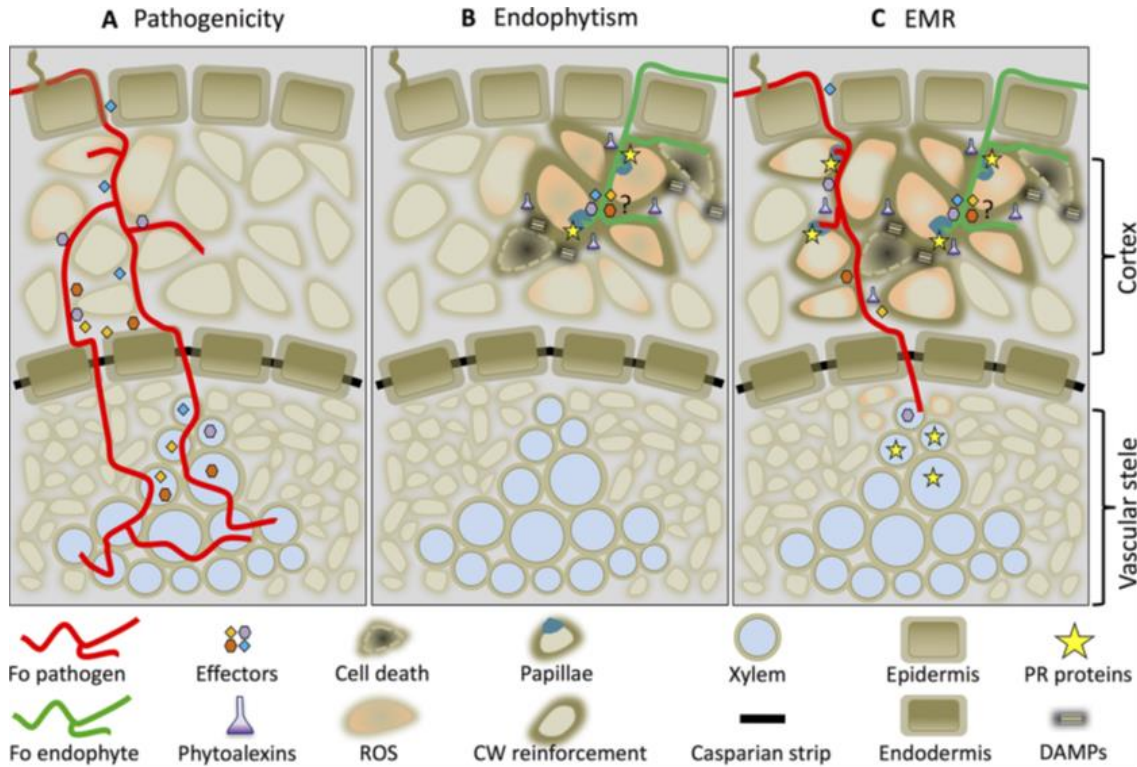 A Pathogenicity
B Endophytism
C EMR
?
?
Cortex
Vascular stele
Fo pathogen
Effectors
Cell death
Papillae
Xylem
Epidermis
PR proteins
Fo endophyte
Phytoalexins
ROS
CW reinforcement
Casparian strip
Endodermis
DAMPs